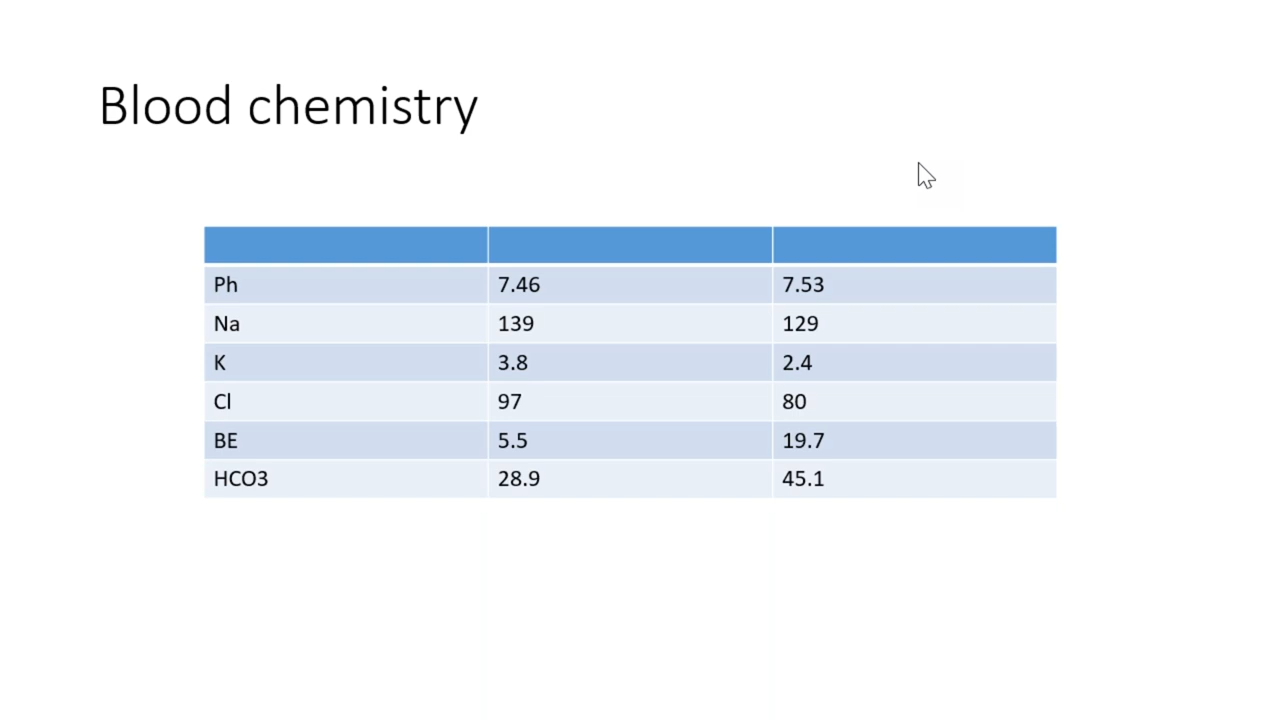 Blood chemistry
Ph 7.46 7.53
Na 139 129
K 3.8 2.4
Cl 97 80
BE 5.5 19.7
HCO3 28.9 45.1